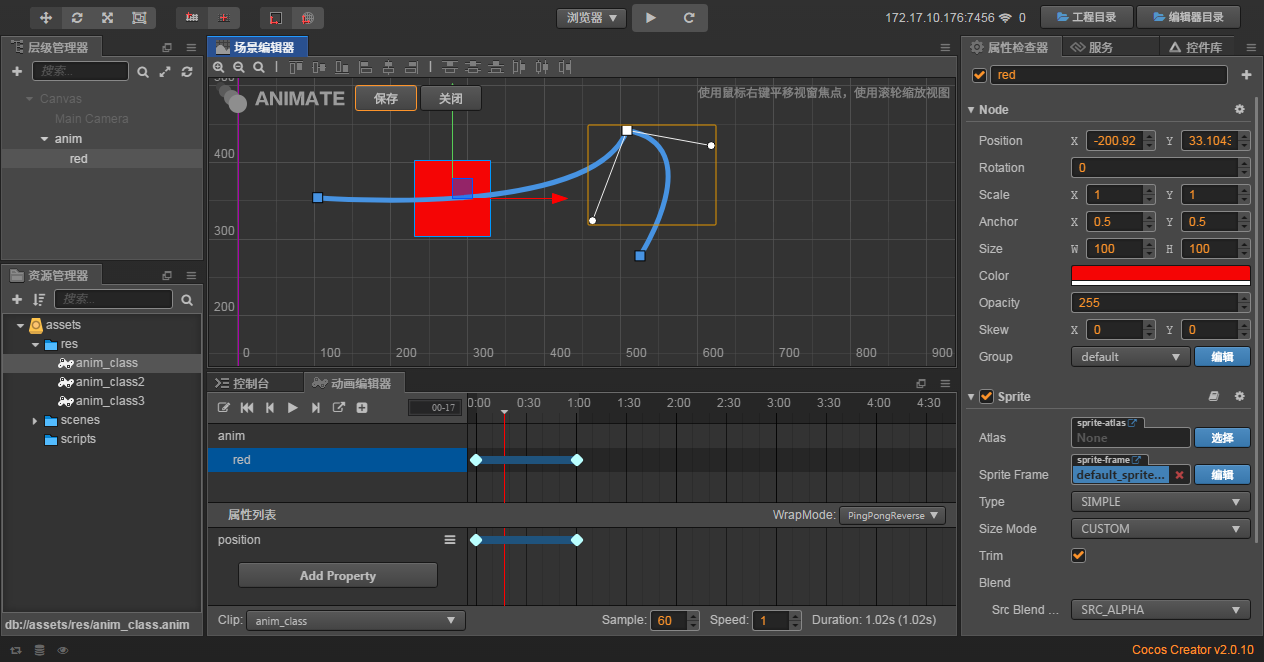 浏览器
172.17.10.176:7456
0
工程目录
编辑器目录
层级管理器
搜索...
Canvas
Main Camera
anim
red
资源管理器
搜索...
assets
res
anim_class
anim_class2
anim_class3
scenes
scripts
db://assets/res/anim_class.anim
场景编辑器
ANIMATE
保存
关闭
使用鼠标右键平移视窗焦点，使用滚轮缩放视图
500
400
300
200
0 100 200 300 400 500 600 700 800 900
控制台
动画编辑器
00-17
0:00 0:30 1:00 1:30 2:00 2:30 3:00 3:30 4:00 4:30
anim
red
属性列表
WrapMode: PingPongReverse
position
Add Property
Clip: anim_class
Sample: 60
Speed: 1
Duration: 1.02s (1.02s)
属性检查器
服务
控件库
red
Node
Position X -200.92 Y 33.1043
Rotation 0
Scale X 1 Y 1
Anchor X 0.5 Y 0.5
Size W 100 H 100
Color
Opacity 255
Skew X 0 Y 0
Group default 编辑
Sprite
sprite-atlas
Atlas None 选择
sprite-frame
Sprite Frame default_sprite... 编辑
Type SIMPLE
Size Mode CUSTOM
Trim
Blend
Src Blend ... SRC_ALPHA
Cocos Creator v2.0.10